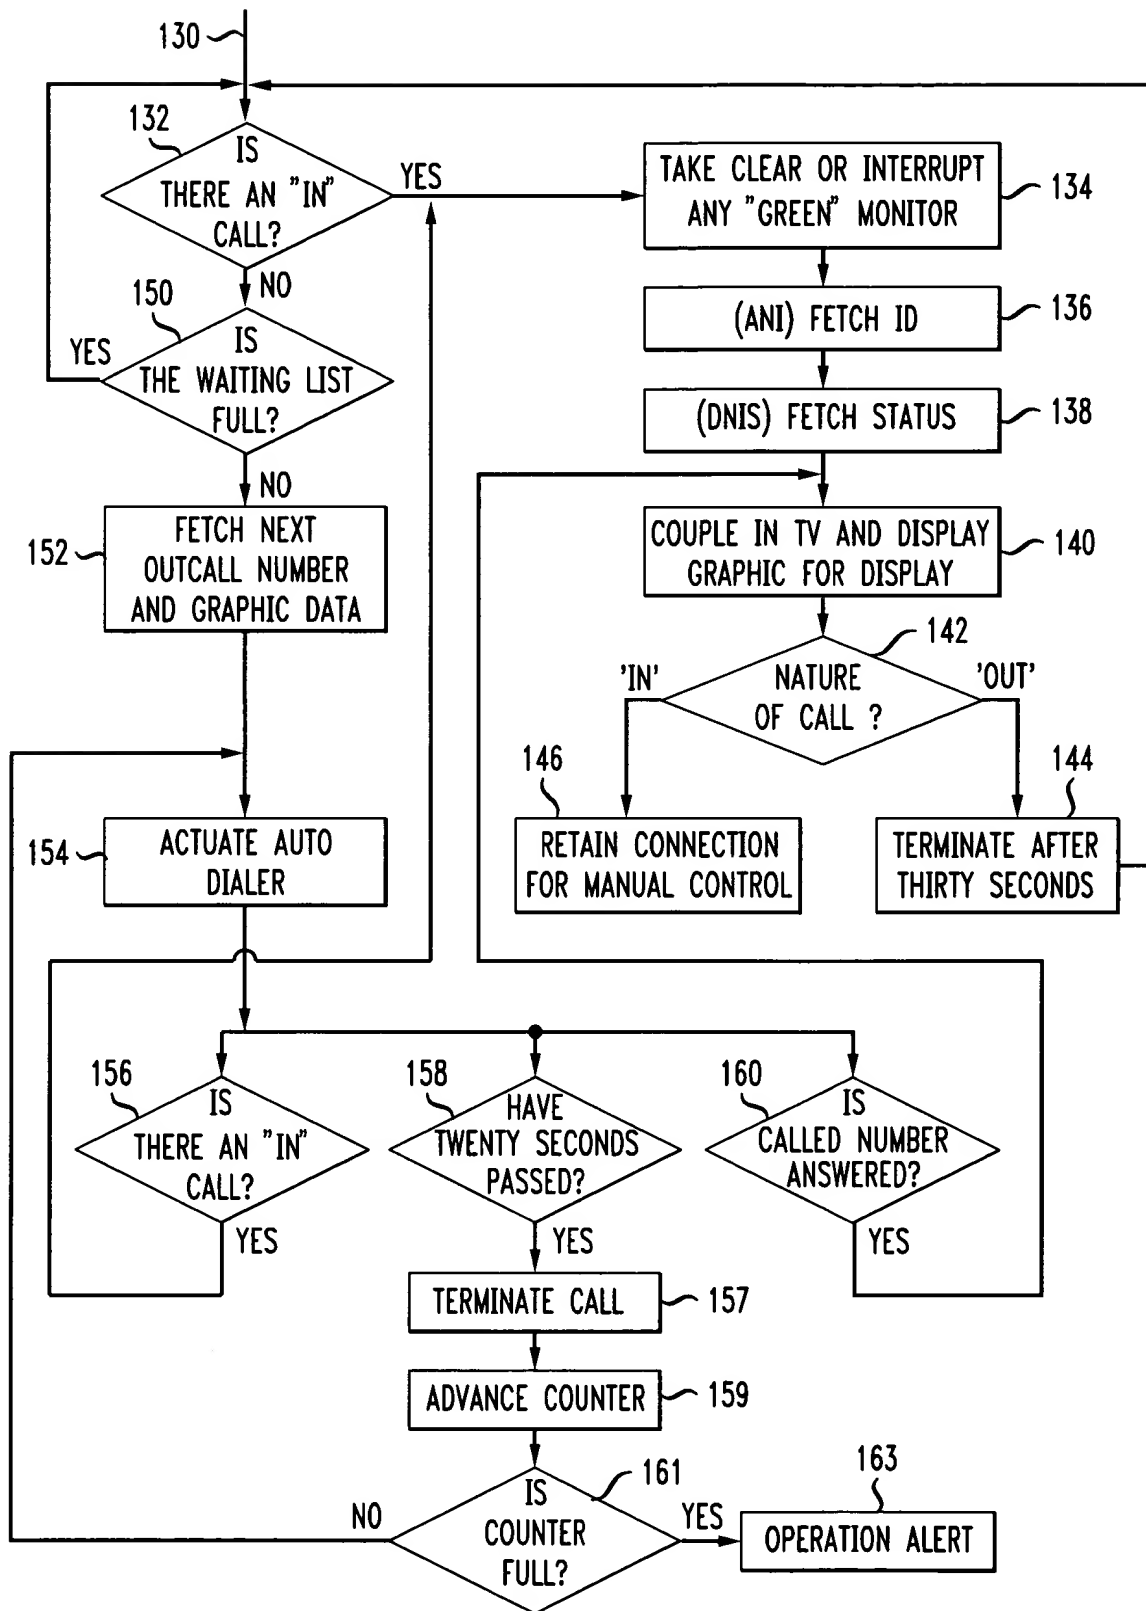 130
132
IS
THERE AN "IN"
CALL?
YES
NO
TAKE CLEAR OR INTERRUPT
ANY "GREEN" MONITOR
134
(ANI) FETCH ID
136
(DNIS) FETCH STATUS
138
150
IS
THE WAITING LIST
FULL?
YES
NO
152
FETCH NEXT
OUTCALL NUMBER
AND GRAPHIC DATA
COUPLE IN TV AND DISPLAY
GRAPHIC FOR DISPLAY
140
142
'IN'
NATURE
OF CALL ?
'OUT'
146
RETAIN CONNECTION
FOR MANUAL CONTROL
144
TERMINATE AFTER
THIRTY SECONDS
154
ACTUATE AUTO
DIALER
156
IS
THERE AN "IN"
CALL?
YES
158
HAVE
TWENTY SECONDS
PASSED?
YES
160
IS
CALLED NUMBER
ANSWERED?
YES
TERMINATE CALL
157
ADVANCE COUNTER
159
161
IS
COUNTER
FULL?
NO
YES
163
OPERATION ALERT